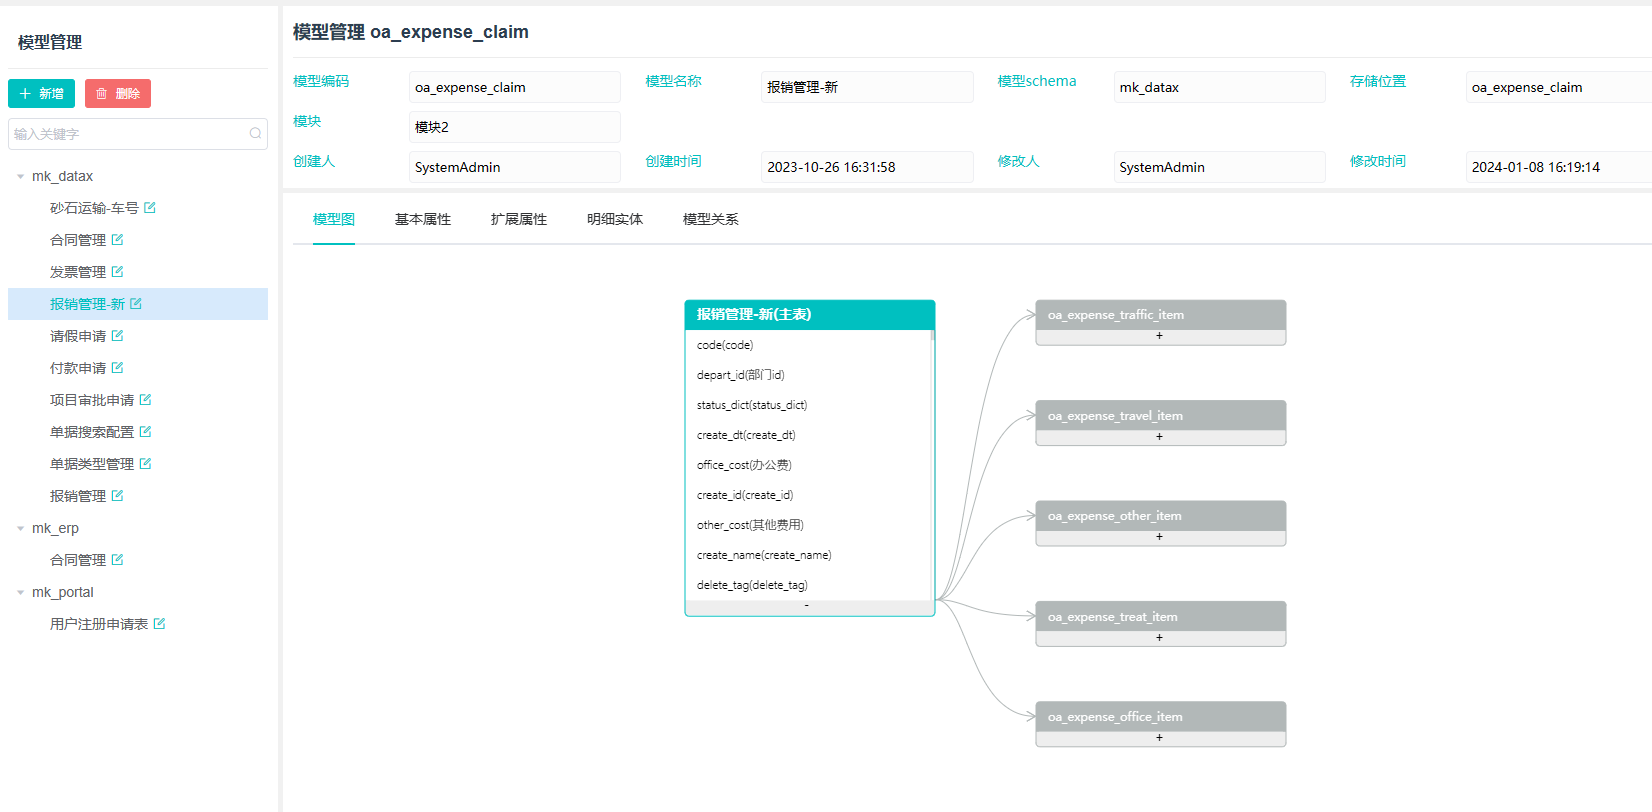 模型管理
新增
删除
输入关键字
mk_datax
砂石运输-车号
合同管理
发票管理
报销管理-新
请假申请
付款申请
项目审批申请
单据搜索配置
单据类型管理
报销管理
mk_erp
合同管理
mk_portal
用户注册申请表
模型管理 oa_expense_claim
模型编码 oa_expense_claim 模型名称 报销管理-新 模型schema mk_datax 存储位置 oa_expense_claim
模块 模块2
创建人 SystemAdmin 创建时间 2023-10-26 16:31:58 修改人 SystemAdmin 修改时间 2024-01-08 16:19:14
模型图 基本属性 扩展属性 明细实体 模型关系
报销管理-新(主表)
code(code)
depart_id(部门id)
status_dict(status_dict)
create_dt(create_dt)
office_cost(办公费)
create_id(create_id)
other_cost(其他费用)
create_name(create_name)
delete_tag(delete_tag)
-
oa_expense_traffic_item
+
oa_expense_travel_item
+
oa_expense_other_item
+
oa_expense_treat_item
+
oa_expense_office_item
+